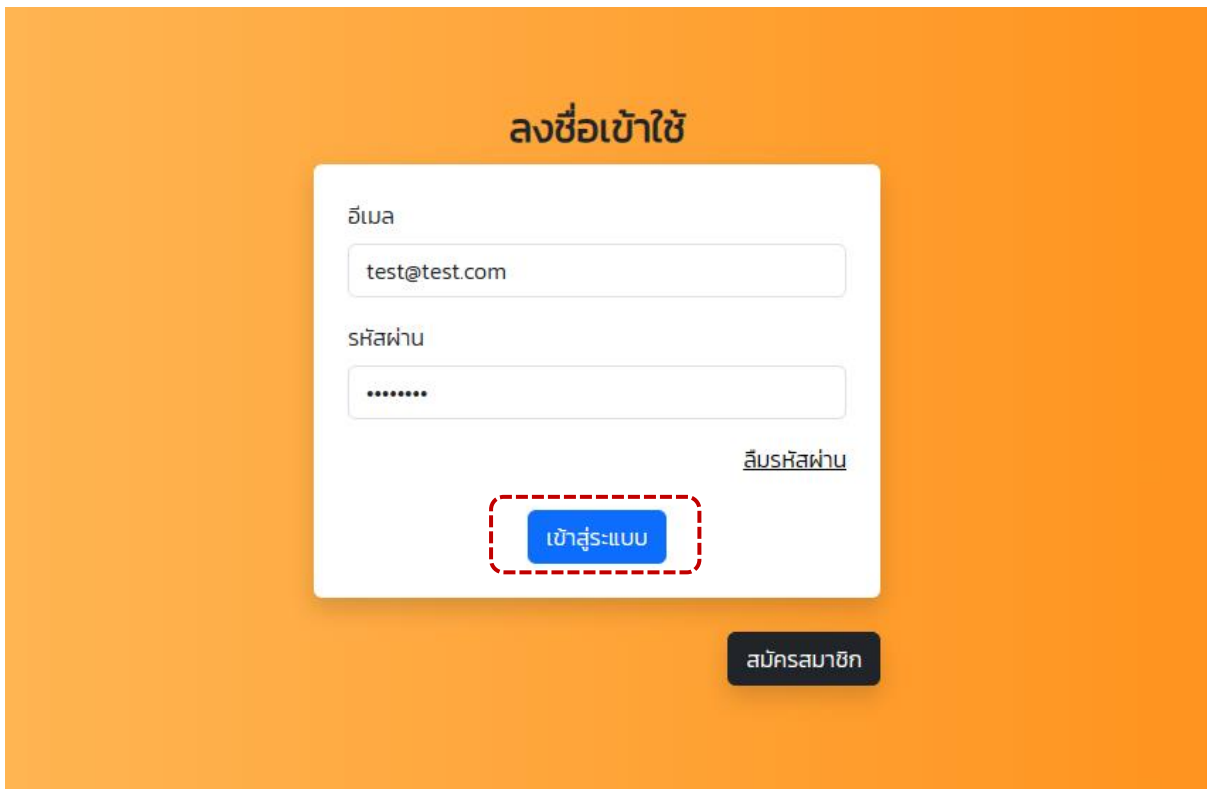 ลงชื่อเข้าใช้
อีเมล
test@test.com
รหัสผ่าน
••••••••
ลืมรหัสผ่าน
เข้าสู่ระบบ
สมัครสมาชิก